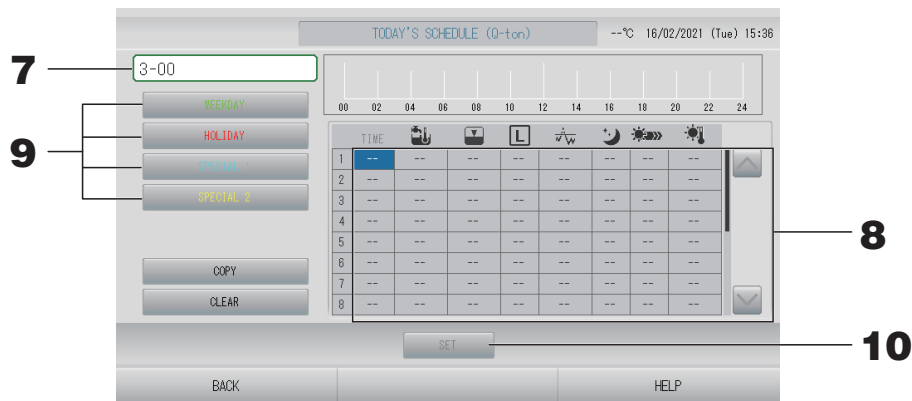 TODAY'S SCHEDULE (Q-ton) --℃ 16/02/2021 (Tue) 15:36
7 3-00
00 02 04 06 08 10 12 14 16 18 20 22 24
WEEKDAY
9 HOLIDAY
SPECIAL 1
SPECIAL 2
TIME L
1 -- -- -- -- -- -- -- --
2 -- -- -- -- -- -- -- --
3 -- -- -- -- -- -- -- --
4 -- -- -- -- -- -- -- --
5 -- -- -- -- -- -- -- --
6 -- -- -- -- -- -- -- --
7 -- -- -- -- -- -- -- --
8 -- -- -- -- -- -- -- --
8
COPY
CLEAR
SET 10
BACK HELP